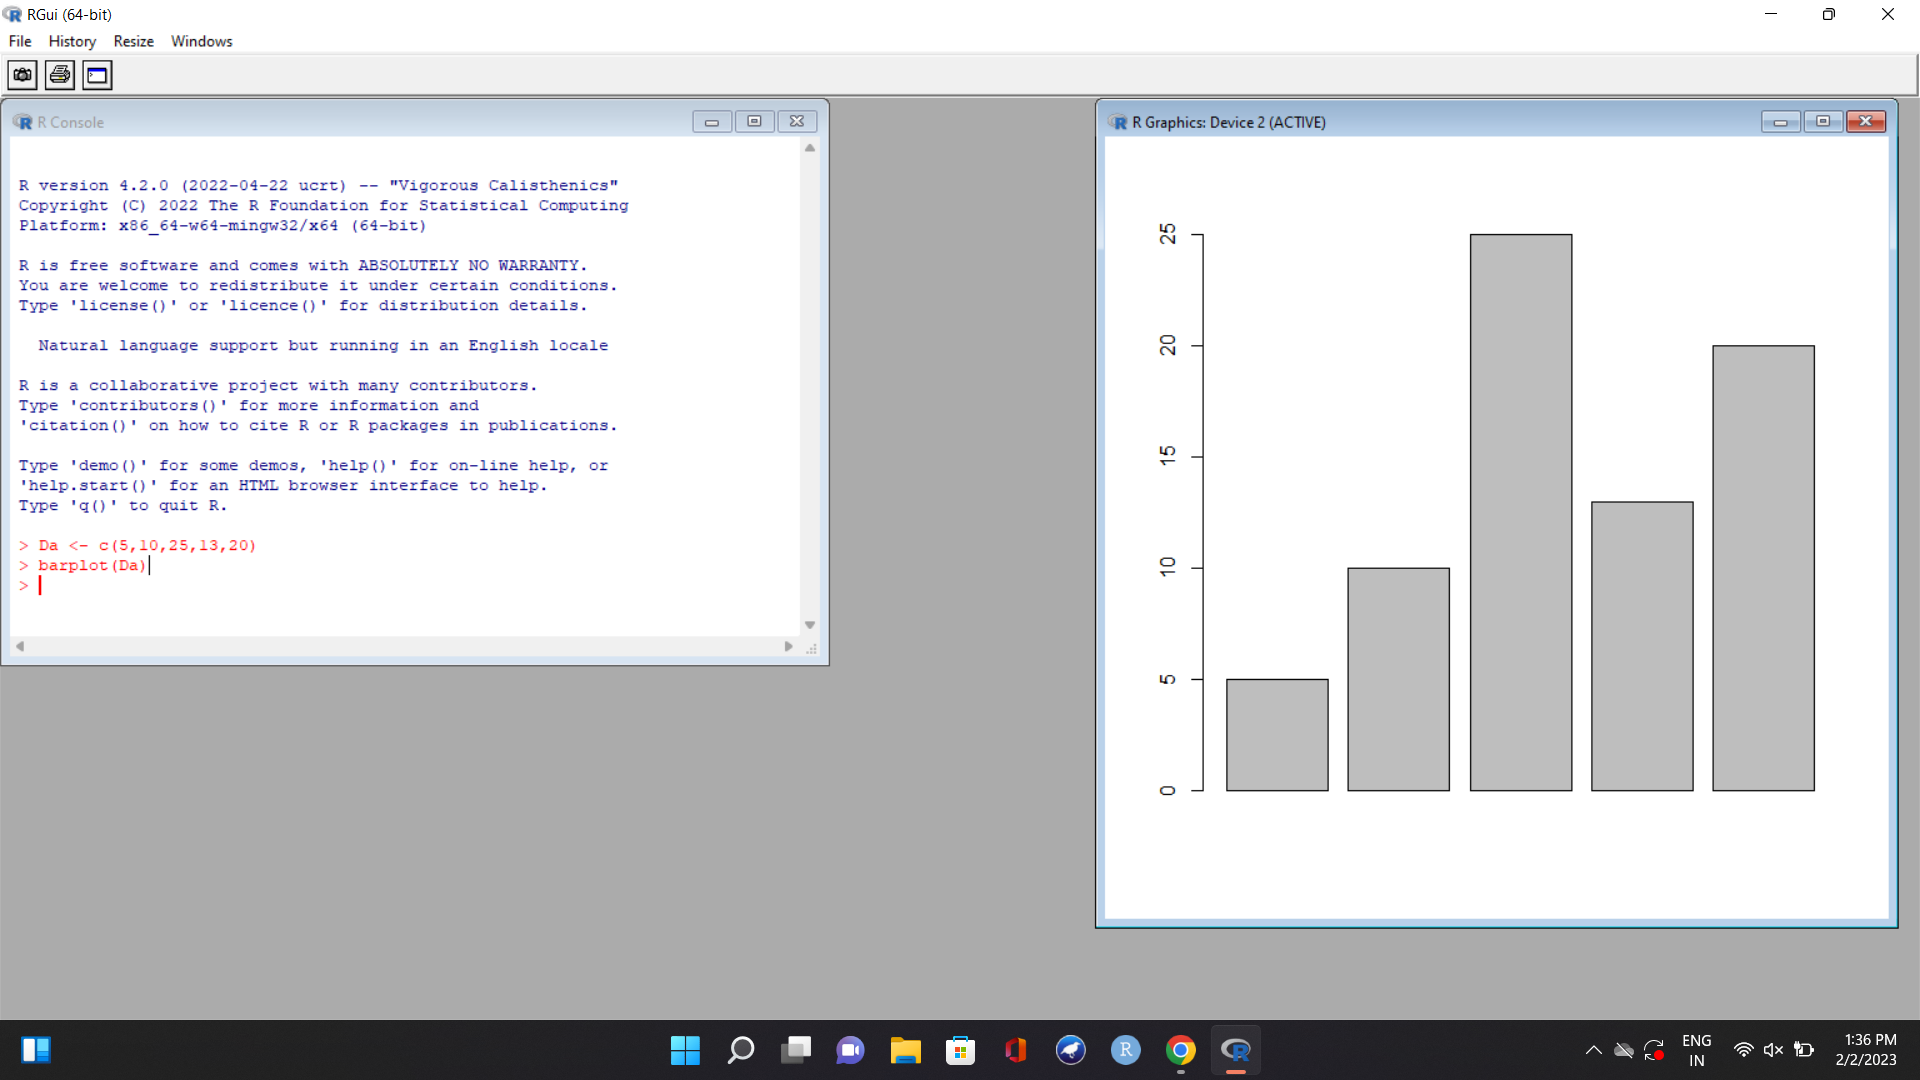 RGui (64-bit)
File History Resize Windows
R Console
R version 4.2.0 (2022-04-22 ucrt) -- "Vigorous Calisthenics"
Copyright (C) 2022 The R Foundation for Statistical Computing
Platform: x86_64-w64-mingw32/x64 (64-bit)
R is free software and comes with ABSOLUTELY NO WARRANTY.
You are welcome to redistribute it under certain conditions.
Type 'license()' or 'licence()' for distribution details.
Natural language support but running in an English locale
R is a collaborative project with many contributors.
Type 'contributors()' for more information and
'citation()' on how to cite R or R packages in publications.
Type 'demo()' for some demos, 'help()' for on-line help, or
'help.start()' for an HTML browser interface to help.
Type 'q()' to quit R.
> Da <- c(5,10,25,13,20)
> barplot(Da)
>
R Graphics: Device 2 (ACTIVE)
25
20
15
10
5
0
ENG
IN
1:36 PM
2/2/2023